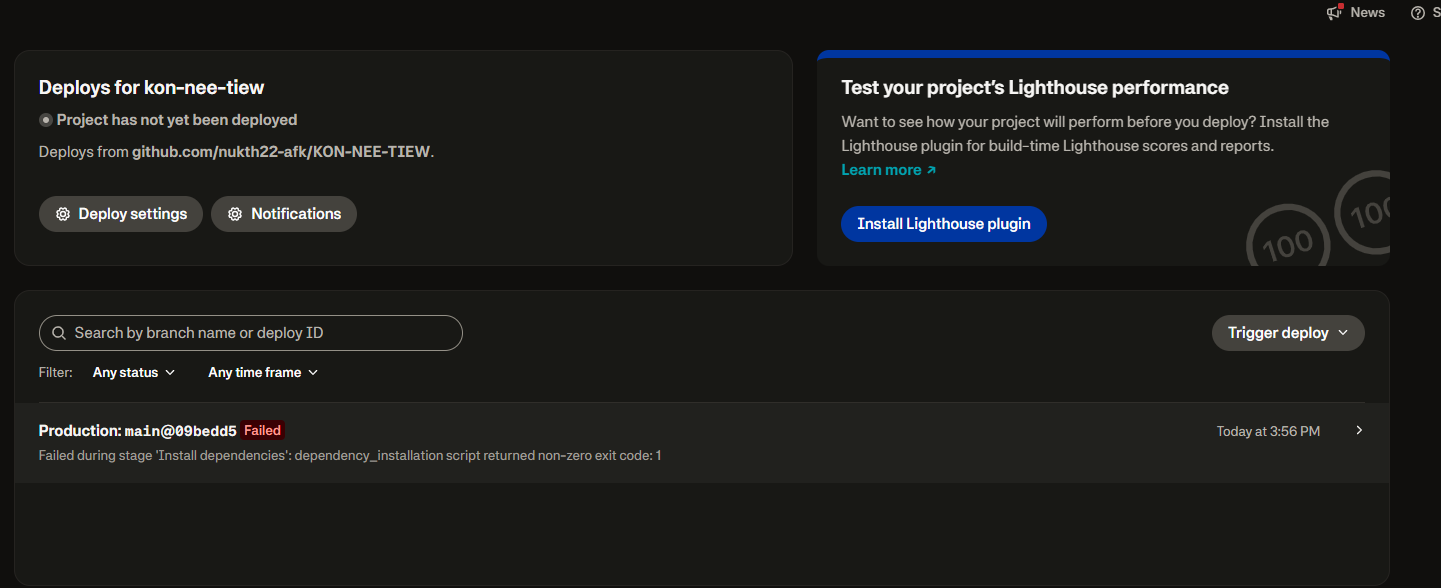 News
Deploys for kon-nee-tiew
Project has not yet been deployed
Deploys from github.com/nukth22-afk/KON-NEE-TIEW.
Deploy settings
Notifications
Test your project's Lighthouse performance
Want to see how your project will perform before you deploy? Install the
Lighthouse plugin for build-time Lighthouse scores and reports.
Learn more ↗
Install Lighthouse plugin
100
100
Search by branch name or deploy ID
Trigger deploy
Filter: Any status Any time frame
Production: main@09bedd5 Failed
Today at 3:56 PM
Failed during stage 'Install dependencies': dependency_installation script returned non-zero exit code: 1